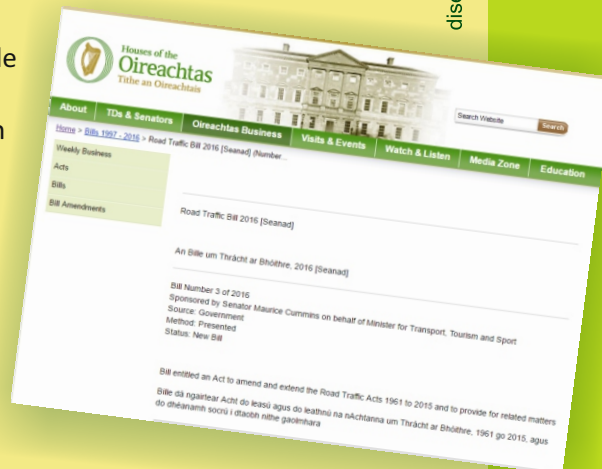 le
n
disc
Houses of the
Oireachtas
Tithe an Oireachtais
Search Website
Search
About TDs & Senators Oireachtas Business Visits & Events Watch & Listen Media Zone Education
Home > Bills 1997 - 2016 > Road Traffic Bill 2016 [Seanad] (Number...
Weekly Business
Acts
Bills
Bill Amendments
Road Traffic Bill 2016 [Seanad]
An Bille um Thrácht ar Bhóithre, 2016 [Seanad]
Bill Number 3 of 2016
Sponsored by Senator Maurice Cummins on behalf of Minister for Transport, Tourism and Sport
Source: Government
Method: Presented
Status: New Bill
Bill entitled an Act to amend and extend the Road Traffic Acts 1961 to 2015 and to provide for related matters
Bille dá ngairtear Acht do leasú agus do leathnú na nAchtanna um Thrácht ar Bhóithre, 1961 go 2015, agus
do dhéanamh socrú i dtaobh nithe gaolmhara